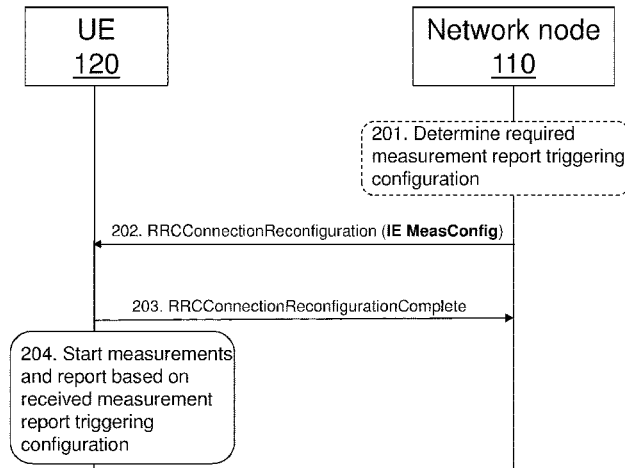 UE
120
Network node
110
201. Determine required
measurement report triggering
configuration
202. RRCConnectionReconfiguration (IE MeasConfig)
203. RRCConnectionReconfigurationComplete
204. Start measurements
and report based on
received measurement
report triggering
configuration